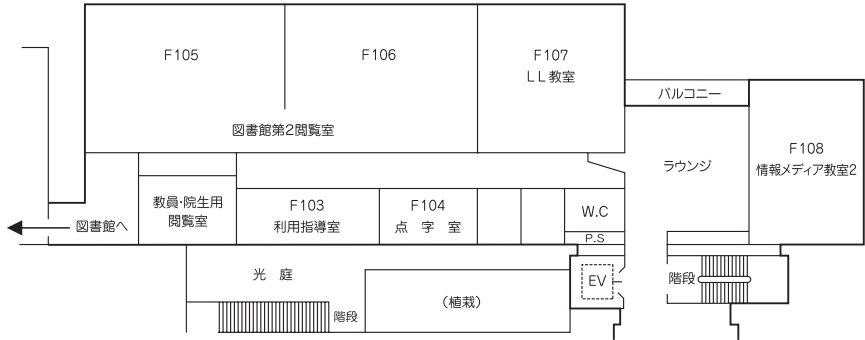 F105
F106
F107
LL教室
図書館第2閲覧室
バルコニー
ラウンジ
F108
情報メディア教室2
教員·院生用
閲覧室
F103
利用指導室
F104
点 字 室
W.C
P.S
図書館へ
光 庭
階段
(植栽)
EV
階段